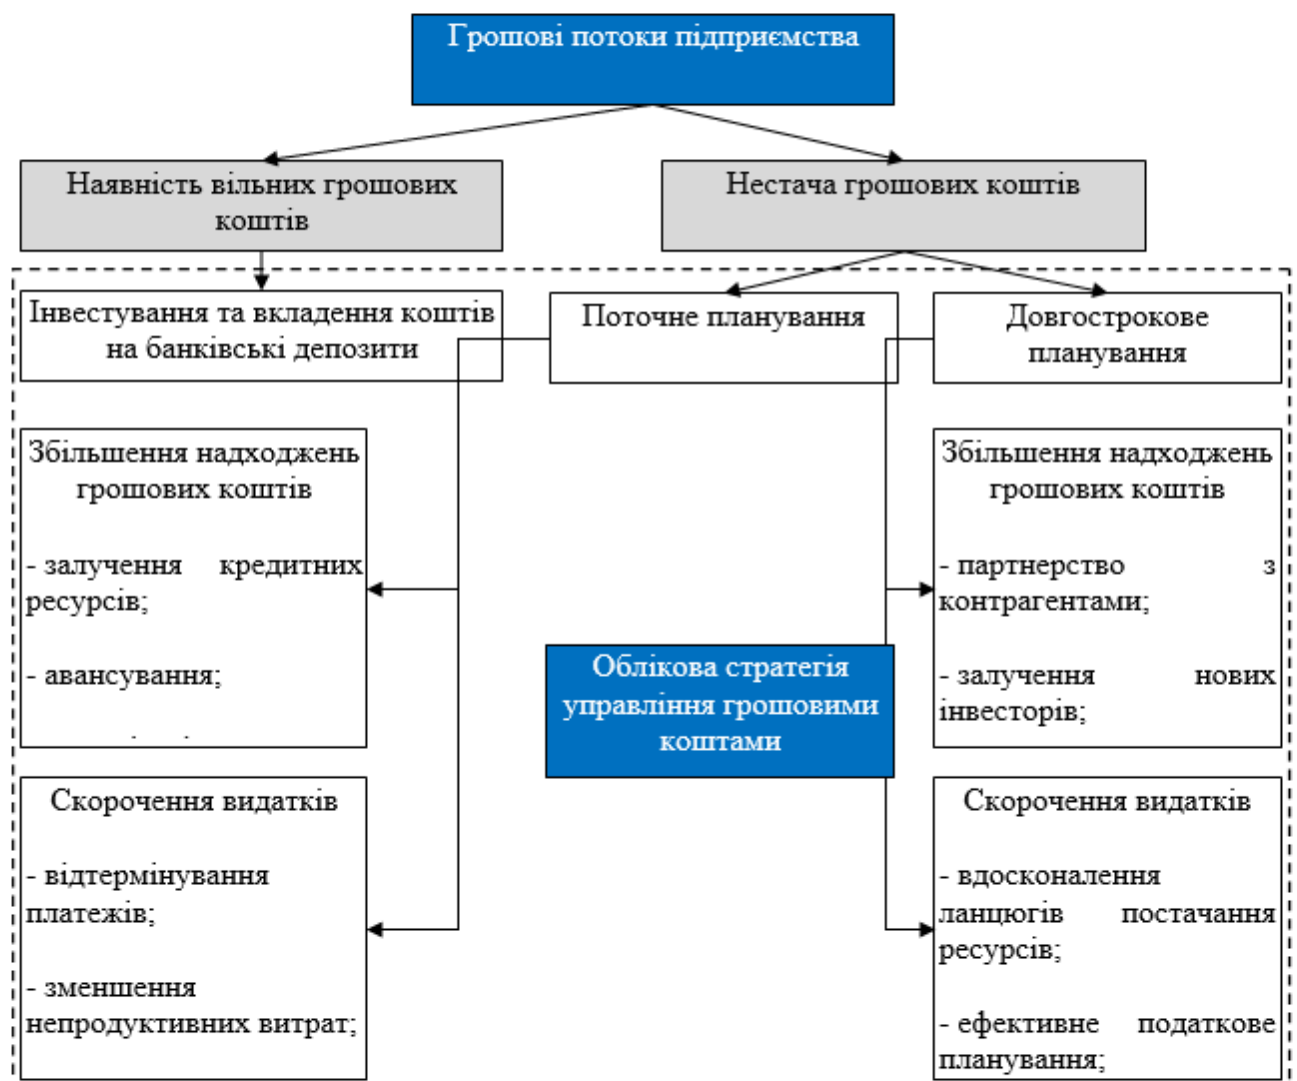 Грошові потоки підприємства
Наявність вільних грошових
коштів
Нестача грошових коштів
Інвестування та вкладення коштів
на банківські депозити
Поточне планування
Довгострокове
планування
Збільшення надходжень
грошових коштів
- залучення кредитних
ресурсів;
- авансування;
Збільшення надходжень
грошових коштів
- партнерство з
контрагентами;
- залучення нових
інвесторів;
Облікова стратегія
управління грошовими
коштами
Скорочення видатків
- відтермінування
платежів;
- зменшення
непродуктивних витрат;
Скорочення видатків
- вдосконалення
ланцюгів постачання
ресурсів;
- ефективне податкове
планування;